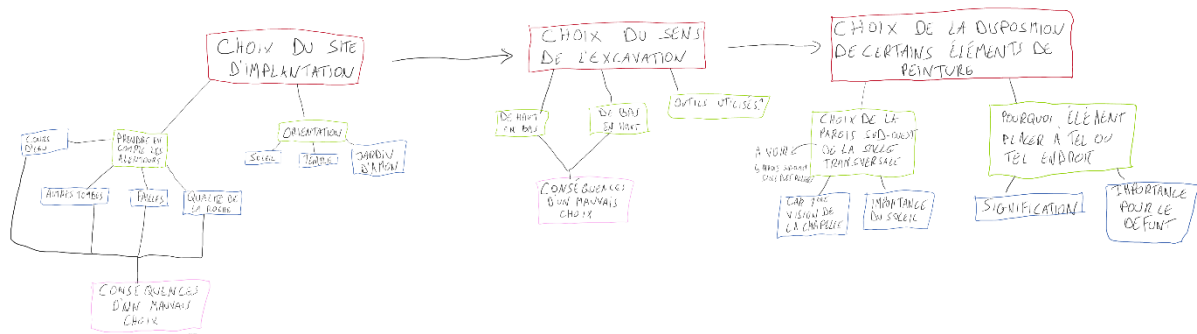 CHOIX DU SITE
D'IMPLANTATION
PRENDRE EN
COMPTE LES
ALENTOURS
COURS
D'EAU
AUTRES TOMBES
FAILLES
QUALITÉ DE
LA ROCHE
CONSÉQUENCES
D'UN MAUVAIS
CHOIX
ORIENTATION
SOLEIL
TEMPLE
JARDIN
D'AMON
CHOIX DU SENS
DE L'EXCAVATION
DE HAUT
EN BAS
DE BAS
EN HAUT
OUTILS UTILISÉS?
CONSÉQUENCES
D'UN MAUVAIS
CHOIX
CHOIX DE LA DISPOSITION
DE CERTAINS ÉLÉMENTS DE
PEINTURE
CHOIX DE LA
PAROIS SUD-OUEST
DE LA SALLE
TRANSVERSALE
À VOIRE
CAR 1ère
VISION DE
LA CHAPELLE
IMPORTANCE
DU SOLEIL
POURQUOI ÉLÉMENT
PLACER À TEL OU
TEL ENDROIT
SIGNIFICATION
IMPORTANCE
POUR LE
DÉFUNT